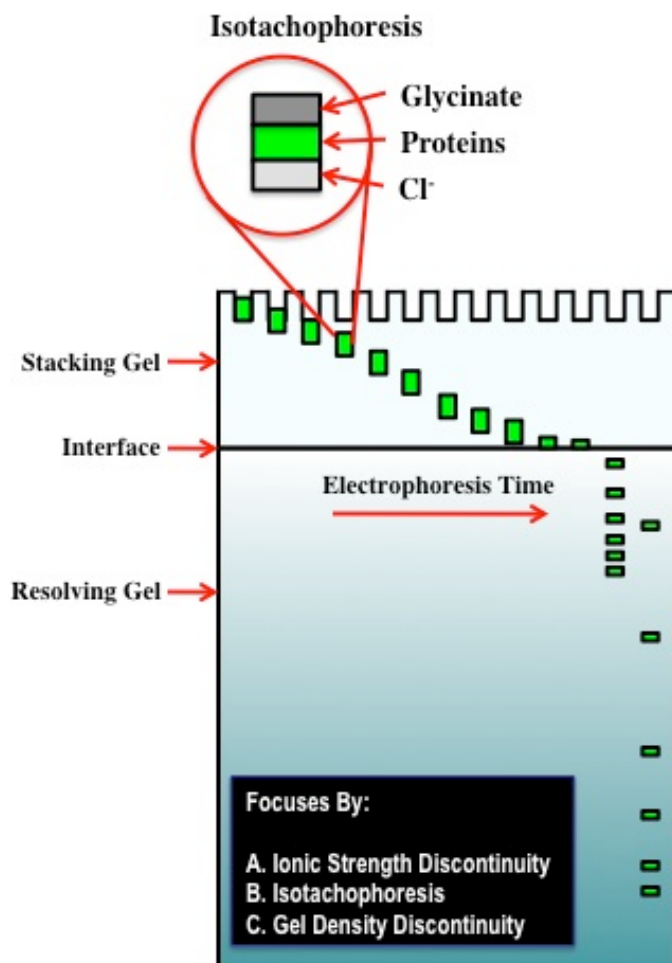 Isotachophoresis
Glycinate
Proteins
Cl⁻
Stacking Gel
Interface
Electrophoresis Time
Resolving Gel
Focuses By:
A. Ionic Strength Discontinuity
B. Isotachophoresis
C. Gel Density Discontinuity